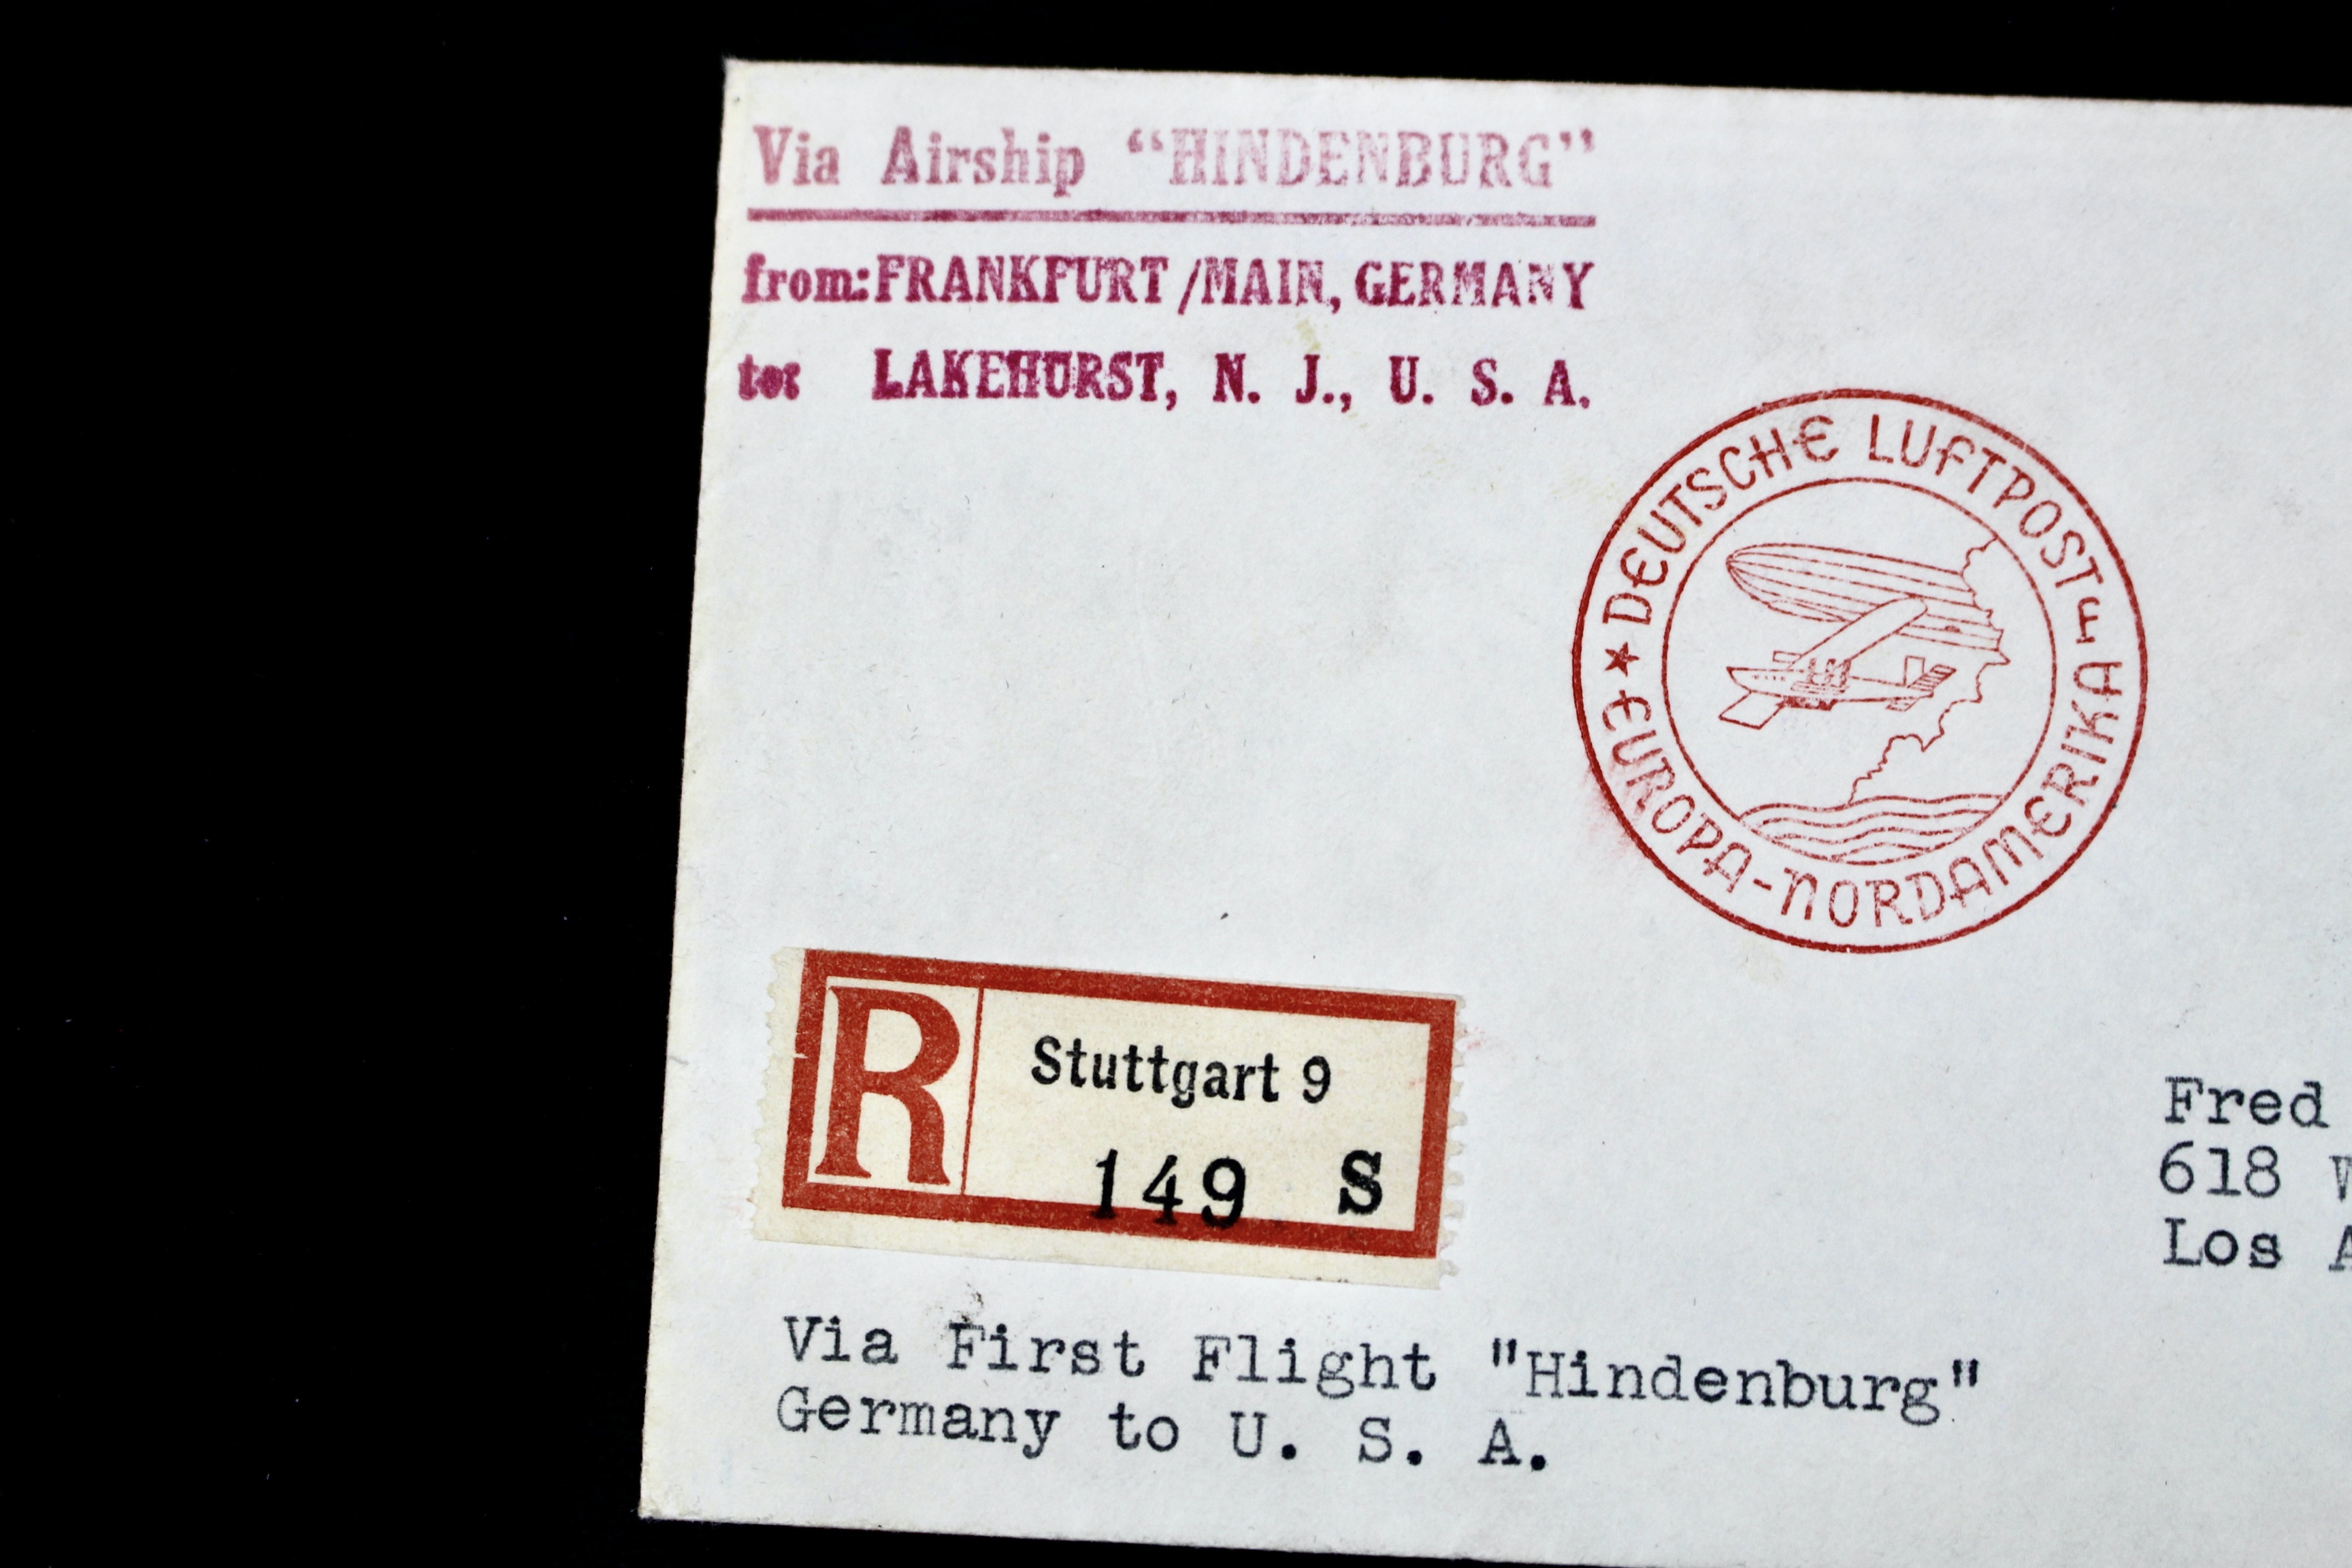 Via Airship “HINDENBURG”
from: FRANKFURT/MAIN, GERMANY
to: LAKEHURST, N. J., U. S. A.
★ DEUTSCHE LUFTPOST F
EUROPA-NORDAMERIKA
R
Stuttgart 9
149 S
Fred
618
Los
Via First Flight "Hindenburg"
Germany to U. S. A.